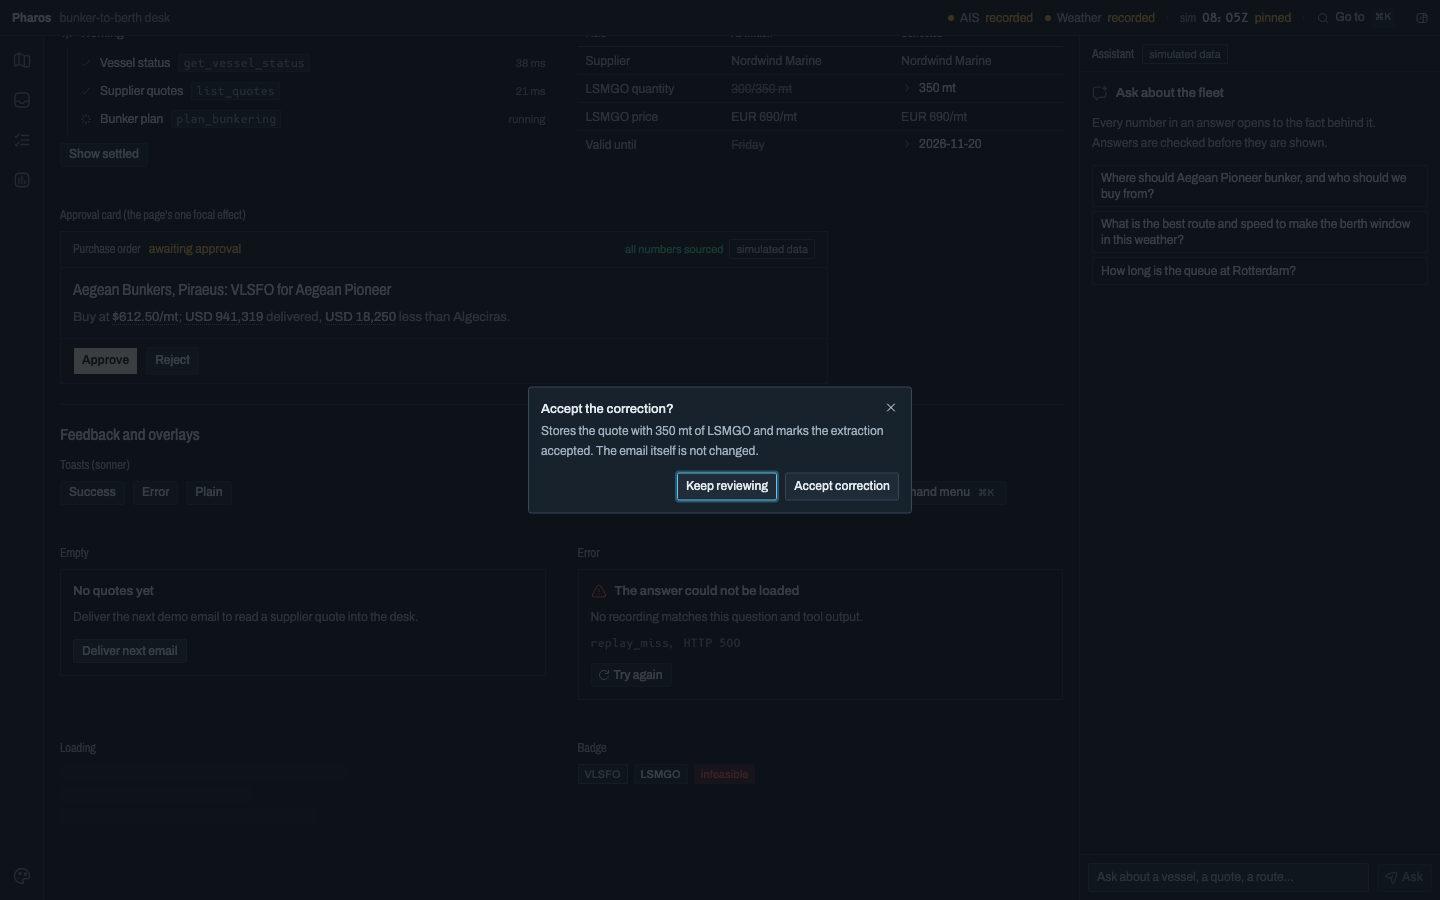 Pharos bunker-to-berth desk
AIS recorded Weather recorded sim 08:05Z pinned Go to ⌘K
Vessel status get_vessel_status 38 ms
Supplier quotes list_quotes 21 ms
Bunker plan plan_bunkering running
Show settled
Supplier Nordwind Marine Nordwind Marine
LSMGO quantity 300/350 mt 350 mt
LSMGO price EUR 690/mt EUR 690/mt
Valid until Friday 2026-11-20
Approval card (the page's one focal effect)
Purchase order awaiting approval all numbers sourced simulated data
Aegean Bunkers, Piraeus: VLSFO for Aegean Pioneer
Buy at $612.50/mt; USD 941,319 delivered, USD 18,250 less than Algeciras.
Approve Reject
Accept the correction?
Stores the quote with 350 mt of LSMGO and marks the extraction
accepted. The email itself is not changed.
Keep reviewing Accept correction
Feedback and overlays
Toasts (sonner)
Success Error Plain
mand menu ⌘K
Empty
No quotes yet
Deliver the next demo email to read a supplier quote into the desk.
Deliver next email
Error
The answer could not be loaded
No recording matches this question and tool output.
replay_miss, HTTP 500
Try again
Loading
Badge
VLSFO LSMGO infeasible
Assistant simulated data
Ask about the fleet
Every number in an answer opens to the fact behind it.
Answers are checked before they are shown.
Where should Aegean Pioneer bunker, and who should we
buy from?
What is the best route and speed to make the berth window
in this weather?
How long is the queue at Rotterdam?
Ask about a vessel, a quote, a route... Ask